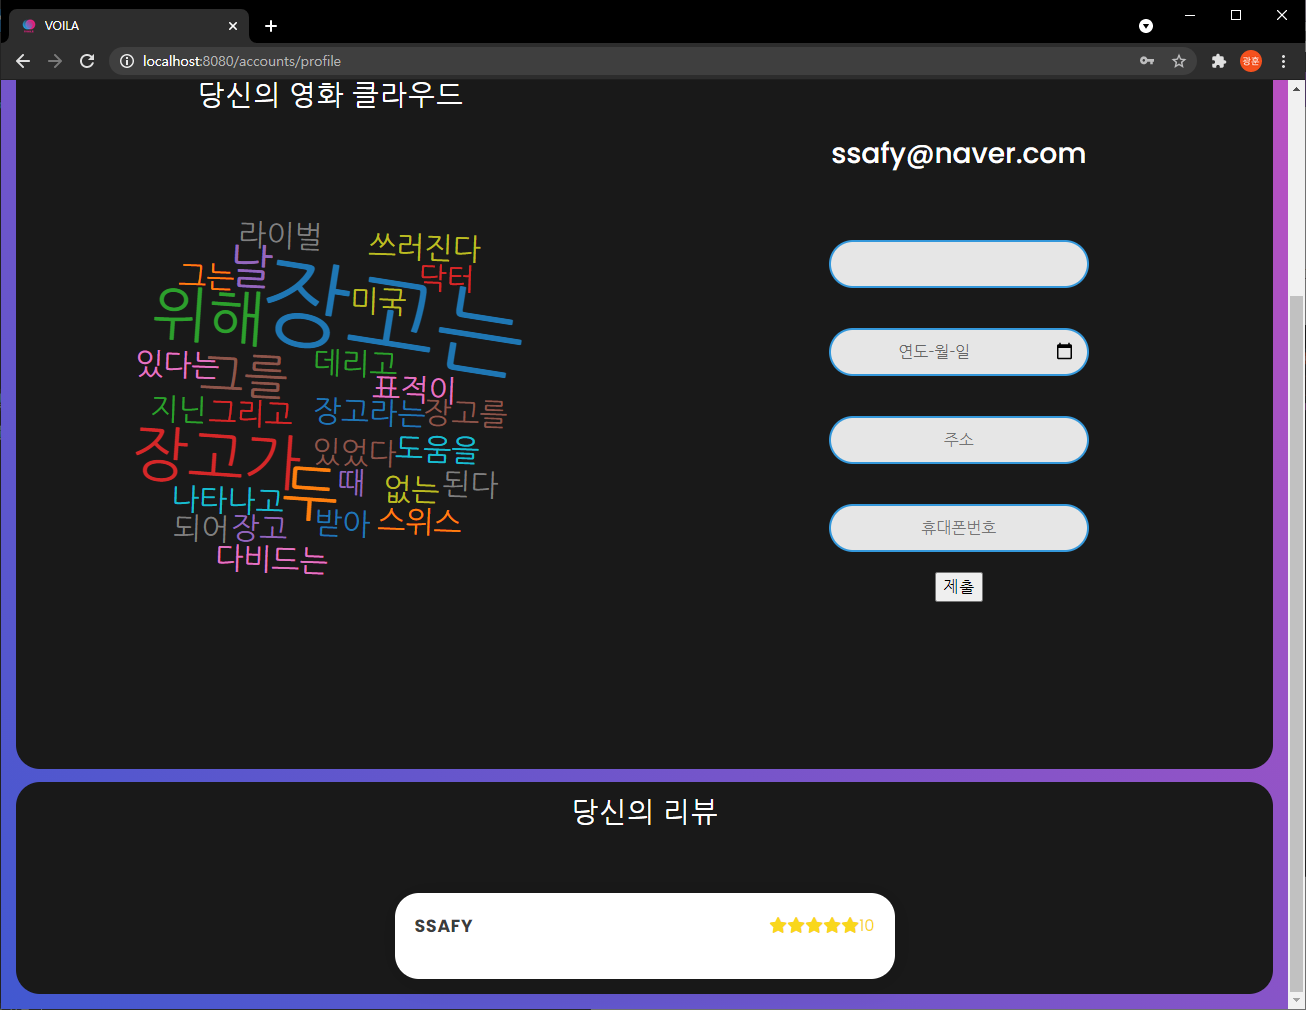 VOILA
localhost:8080/accounts/profile
광훈
당신의 영화 클라우드
ssafy@naver.com
라이벌
쓰러진다
그는
날
닥터
위해
장고는
미국
있다는
그를
데리고
표적이
지닌
그리고
장고라는
장고를
장고가
있었다
도움을
두
때
없는
된다
나타나고
되어
장고
받아
스위스
다비드는
연도-월-일
주소
휴대폰번호
제출
당신의 리뷰
SSAFY
10